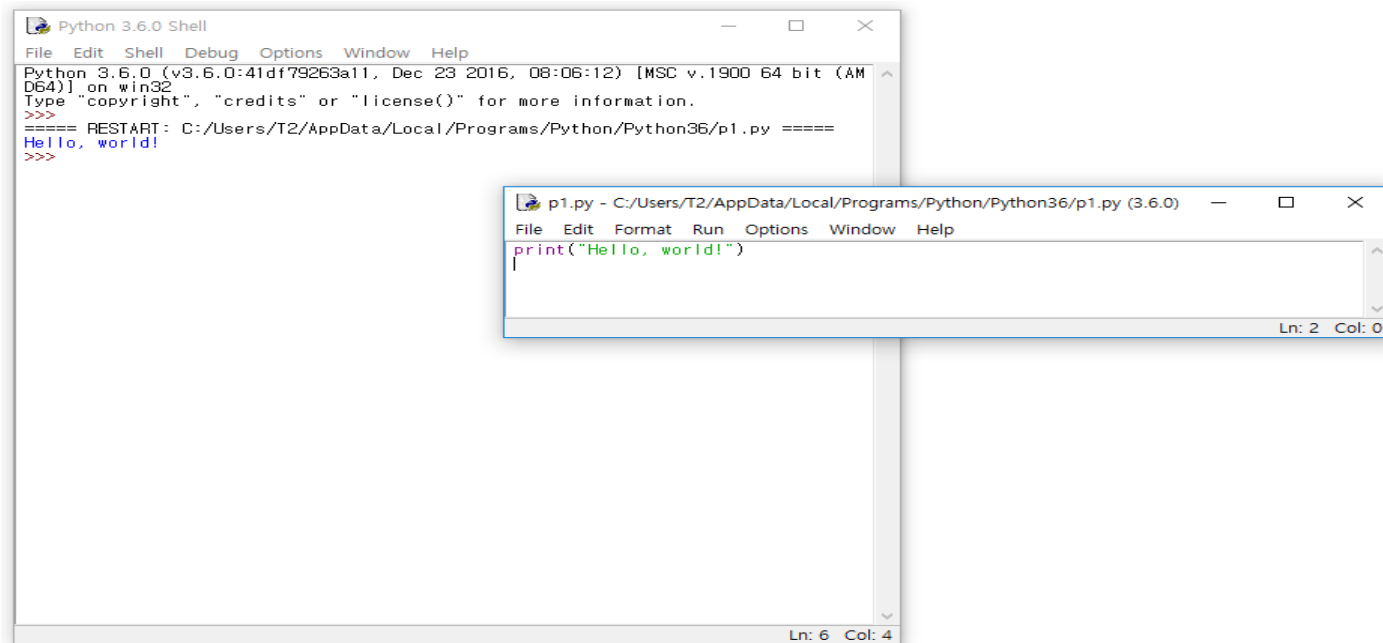 Python 3.6.0 Shell
File Edit Shell Debug Options Window Help
Python 3.6.0 (v3.6.0:41df79263a11, Dec 23 2016, 08:06:12) [MSC v.1900 64 bit (AM
D64)] on win32
Type "copyright", "credits" or "license()" for more information.
>>>
===== RESTART: C:/Users/T2/AppData/Local/Programs/Python/Python36/p1.py =====
Hello, world!
>>>
Ln: 6 Col: 4
p1.py - C:/Users/T2/AppData/Local/Programs/Python/Python36/p1.py (3.6.0)
File Edit Format Run Options Window Help
print("Hello, world!")
Ln: 2 Col: 0